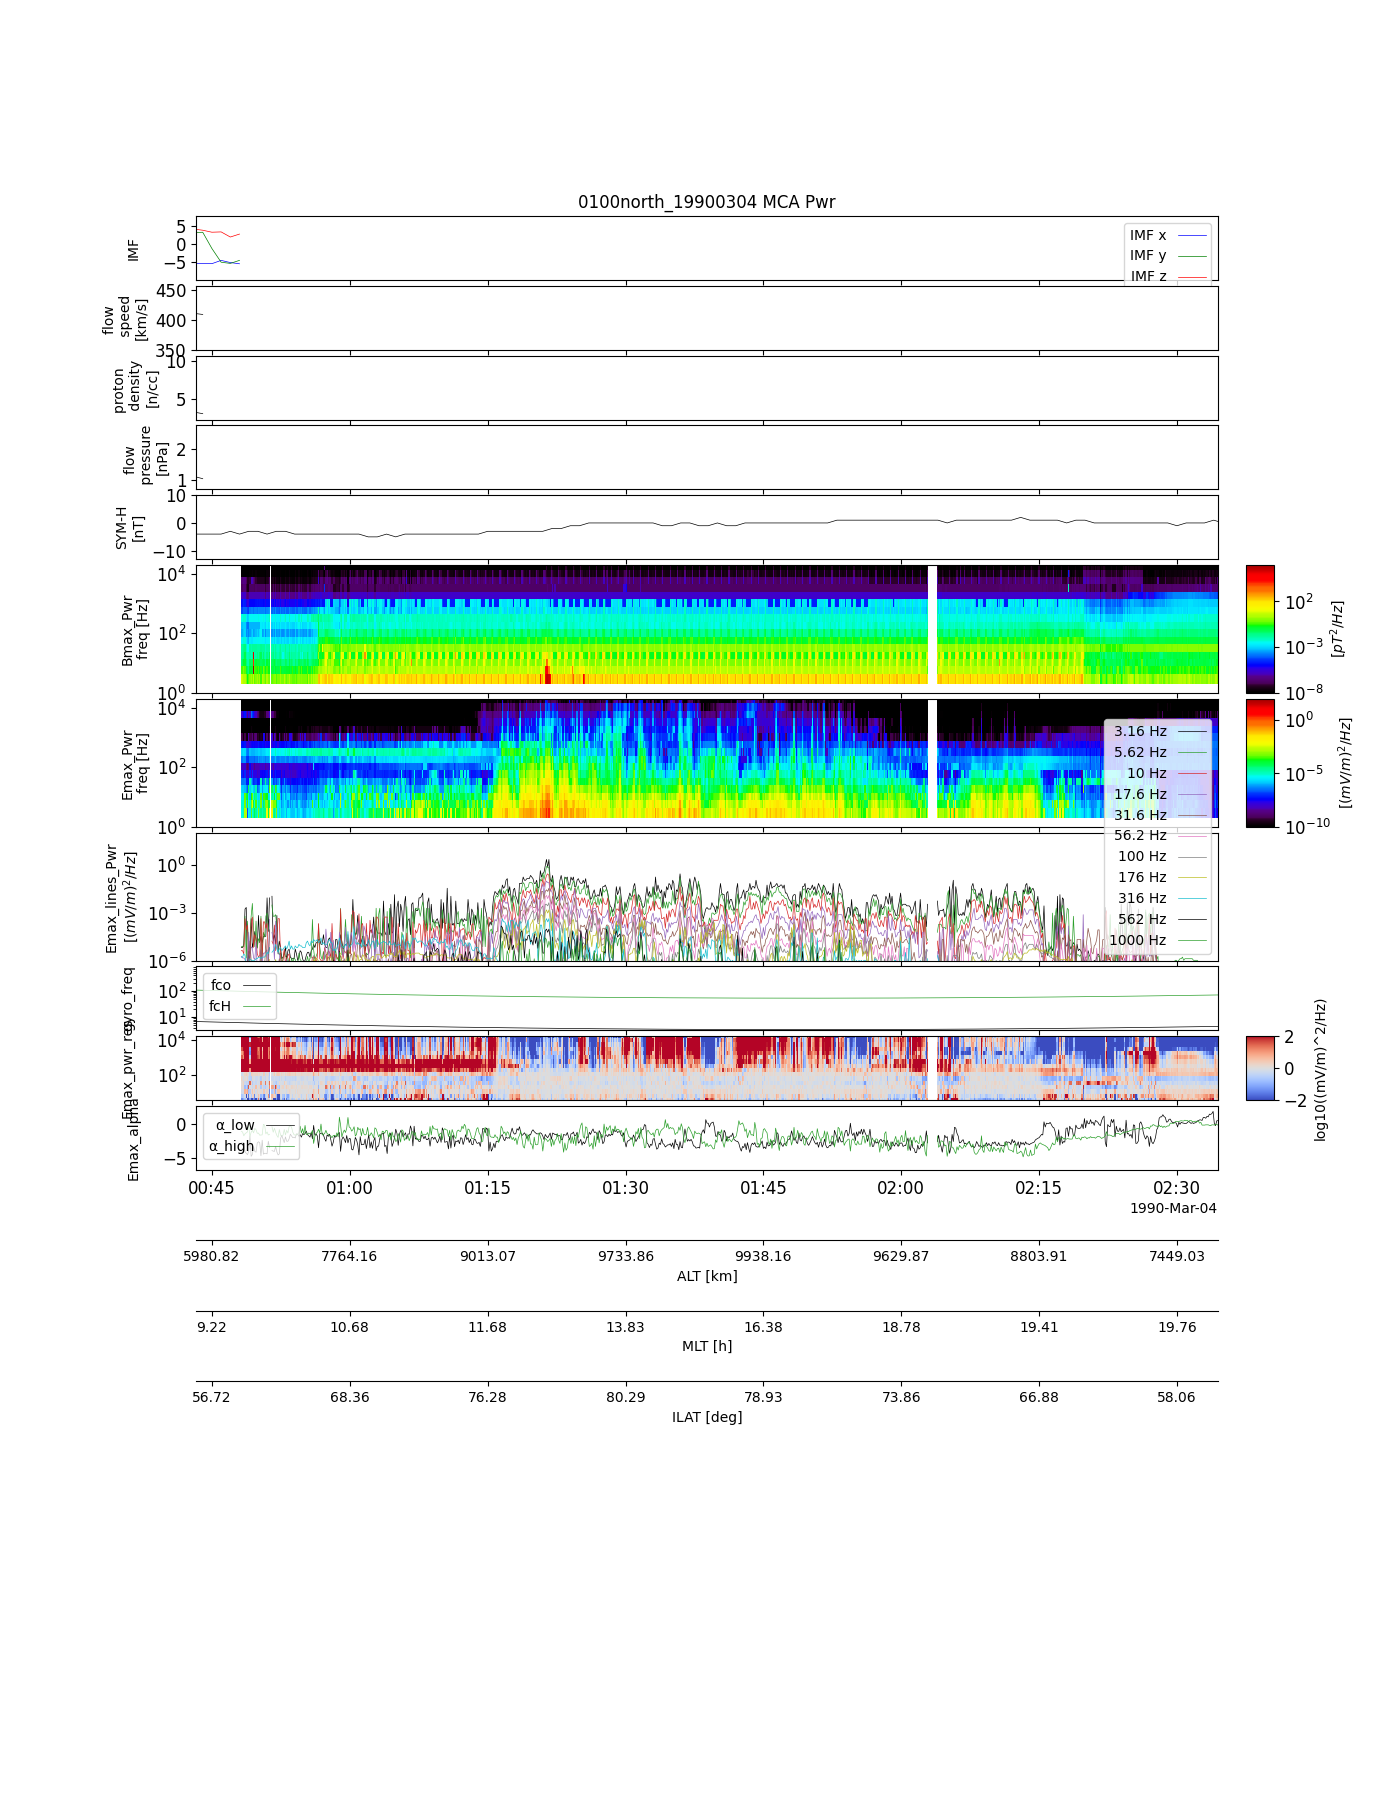 0100north_19900304 MCA Pwr
5
0
−5
IMF
IMF x
IMF y
IMF z
450
400
350
flow
speed
[km/s]
10
5
proton
density
[n/cc]
2
1
flow
pressure
[nPa]
10
0
−10
SYM-H
[nT]
10^4
10^2
10^0
Bmax_Pwr
freq [Hz]
10^2
10^−3
10^−8
[pT^2/Hz]
10^4
10^2
10^0
Emax_Pwr
freq [Hz]
10^0
10^−5
10^−10
[(mV/m)^2/Hz]
3.16 Hz
5.62 Hz
10 Hz
17.6 Hz
31.6 Hz
56.2 Hz
100 Hz
176 Hz
316 Hz
562 Hz
1000 Hz
10^0
10^−3
10^−6
Emax_lines_Pwr
[(mV/m)^2/Hz]
10^2
10^1
gyro_freq
fco
fcH
10^4
10^2
Emax_pwr_reg
2
0
−2
log10((mV/m)^2/Hz)
0
−5
Emax_alpha
α_low
α_high
00:45 01:00 01:15 01:30 01:45 02:00 02:15 02:30
1990-Mar-04
5980.82 7764.16 9013.07 9733.86 9938.16 9629.87 8803.91 7449.03
ALT [km]
9.22 10.68 11.68 13.83 16.38 18.78 19.41 19.76
MLT [h]
56.72 68.36 76.28 80.29 78.93 73.86 66.88 58.06
ILAT [deg]